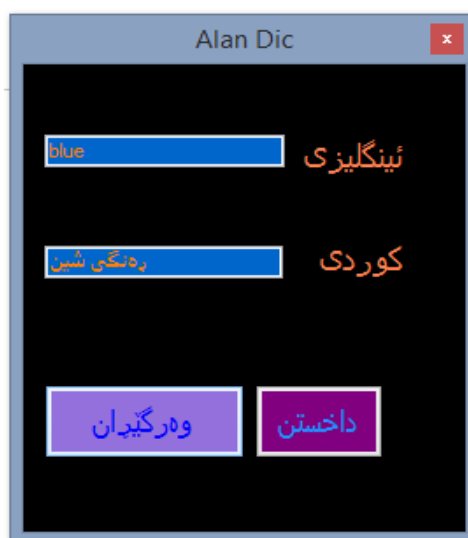 Alan Dic
ئینگلیزی
blue
کوردی
ڕەنگی شین
وەرگێڕان
داخستن